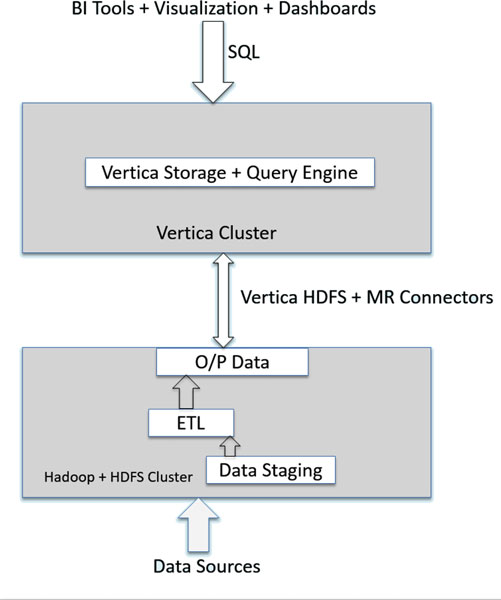 BI Tools + Visualization + Dashboards
SQL
Vertica Storage + Query Engine
Vertica Cluster
Vertica HDFS + MR Connectors
O/P Data
ETL
Data Staging
Hadoop + HDFS Cluster
Data Sources